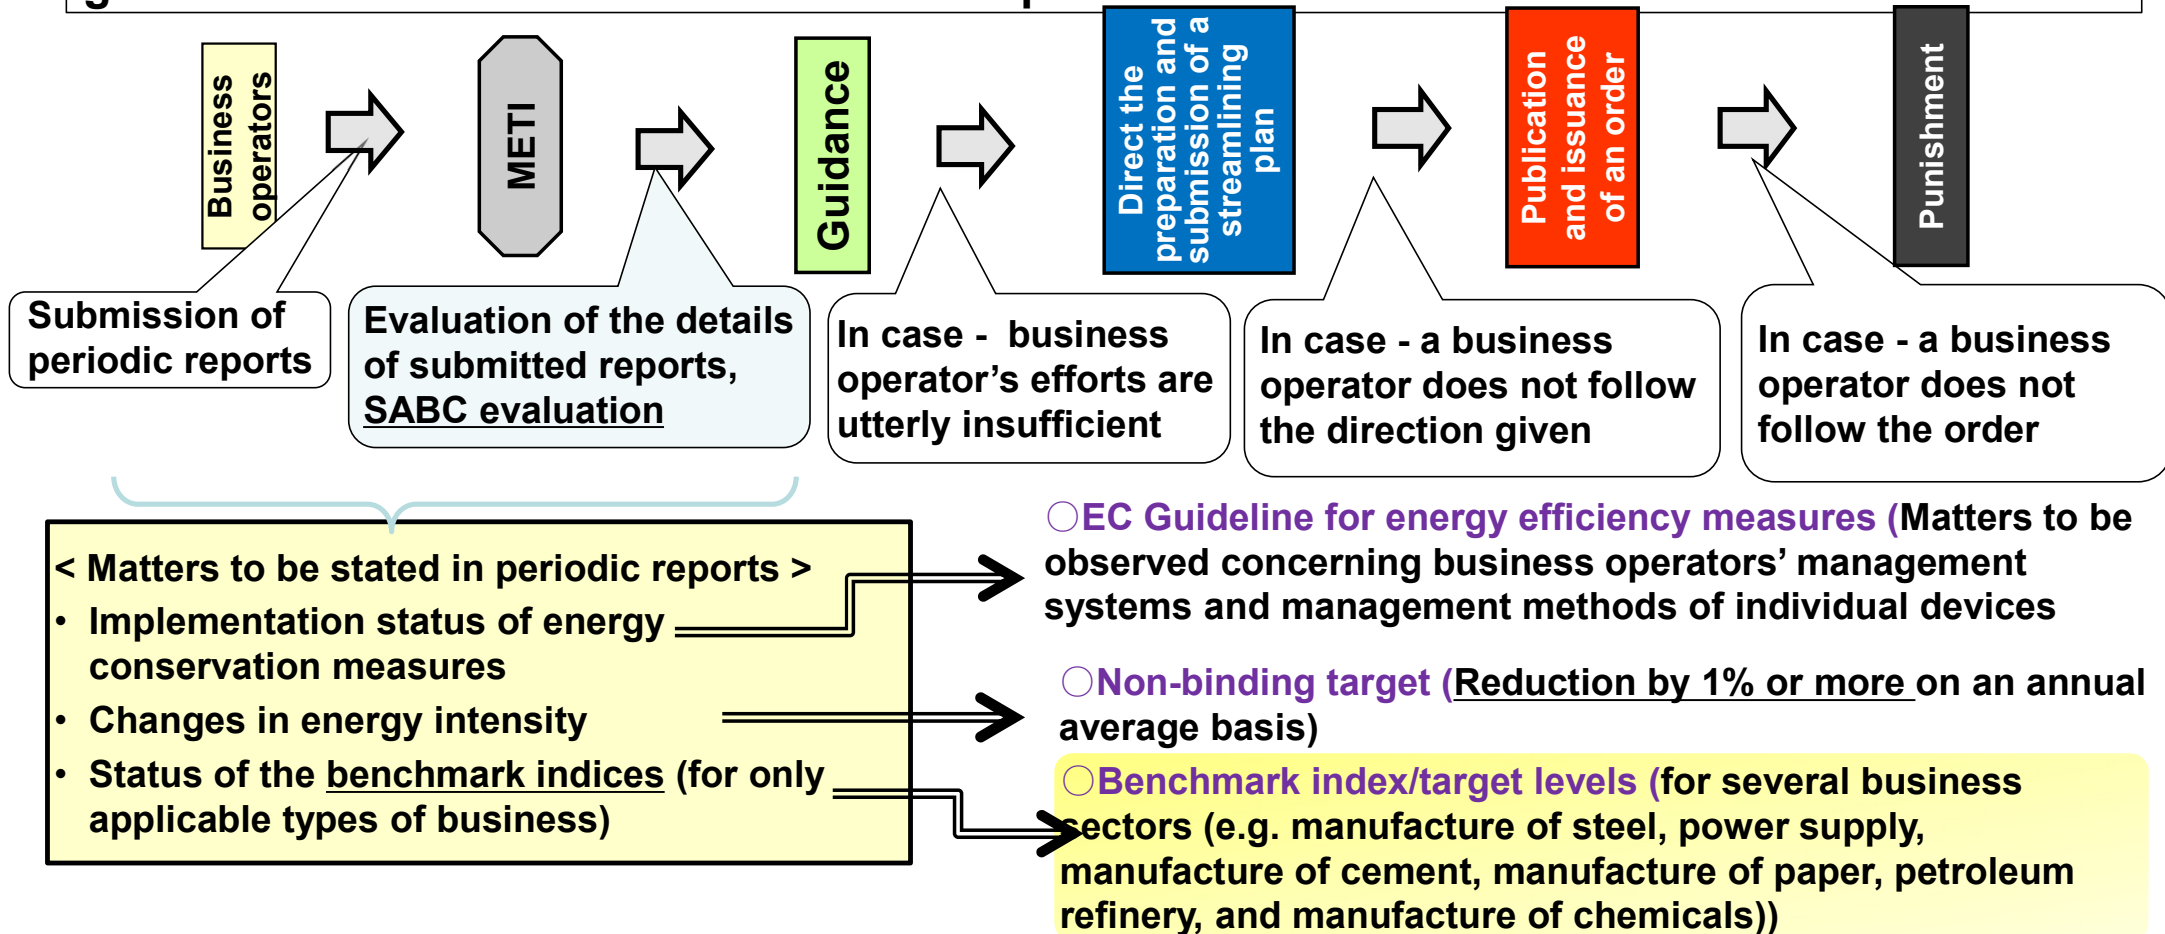 Business
operators
METI
Guidance
Direct the
preparation and
submission of a
streamlining
plan
Publication
and issuance
of an order
Punishment
Submission of
periodic reports
Evaluation of the details
of submitted reports,
SABC evaluation
In case - business
operator’s efforts are
utterly insufficient
In case - a business
operator does not follow
the direction given
In case - a business
operator does not
follow the order
< Matters to be stated in periodic reports >
• Implementation status of energy
conservation measures
• Changes in energy intensity
• Status of the benchmark indices (for only
applicable types of business)
○EC Guideline for energy efficiency measures (Matters to be
observed concerning business operators’ management
systems and management methods of individual devices
○Non-binding target (Reduction by 1% or more on an annual
average basis)
○Benchmark index/target levels (for several business
sectors (e.g. manufacture of steel, power supply,
manufacture of cement, manufacture of paper, petroleum
refinery, and manufacture of chemicals))